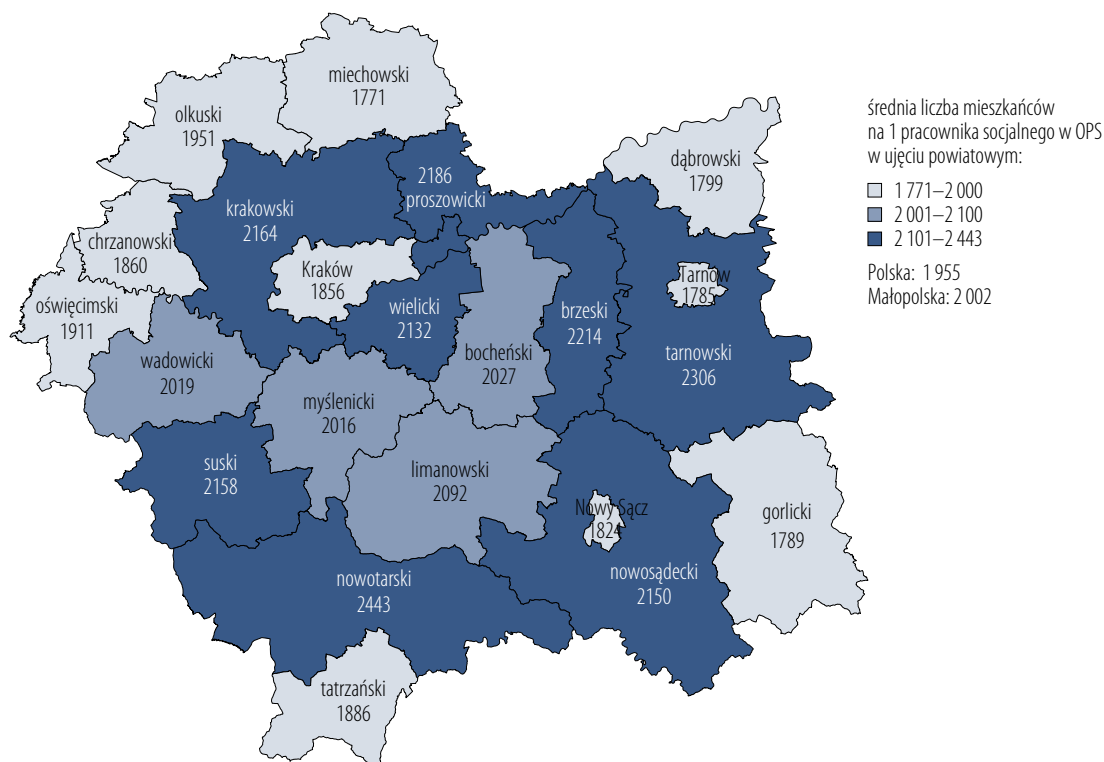 miechowski
1771
olkuski
1951
dąbrowski
1799
2186
proszowicki
krakowski
2164
chrzanowski
1860
Kraków
1856
Tarnów
1785
oświęcimski
1911
wielicki
2132
brzeski
2214
bocheński
2027
tarnowski
2306
wadowicki
2019
myślenicki
2016
limanowski
2092
suski
2158
Nowy Sącz
1824
gorlicki
1789
nowotarski
2443
nowosądecki
2150
tatrzański
1886
średnia liczba mieszkańców
na 1 pracownika socjalnego w OPS
w ujęciu powiatowym:
1 771–2 000
2 001–2 100
2 101–2 443
Polska: 1 955
Małopolska: 2 002